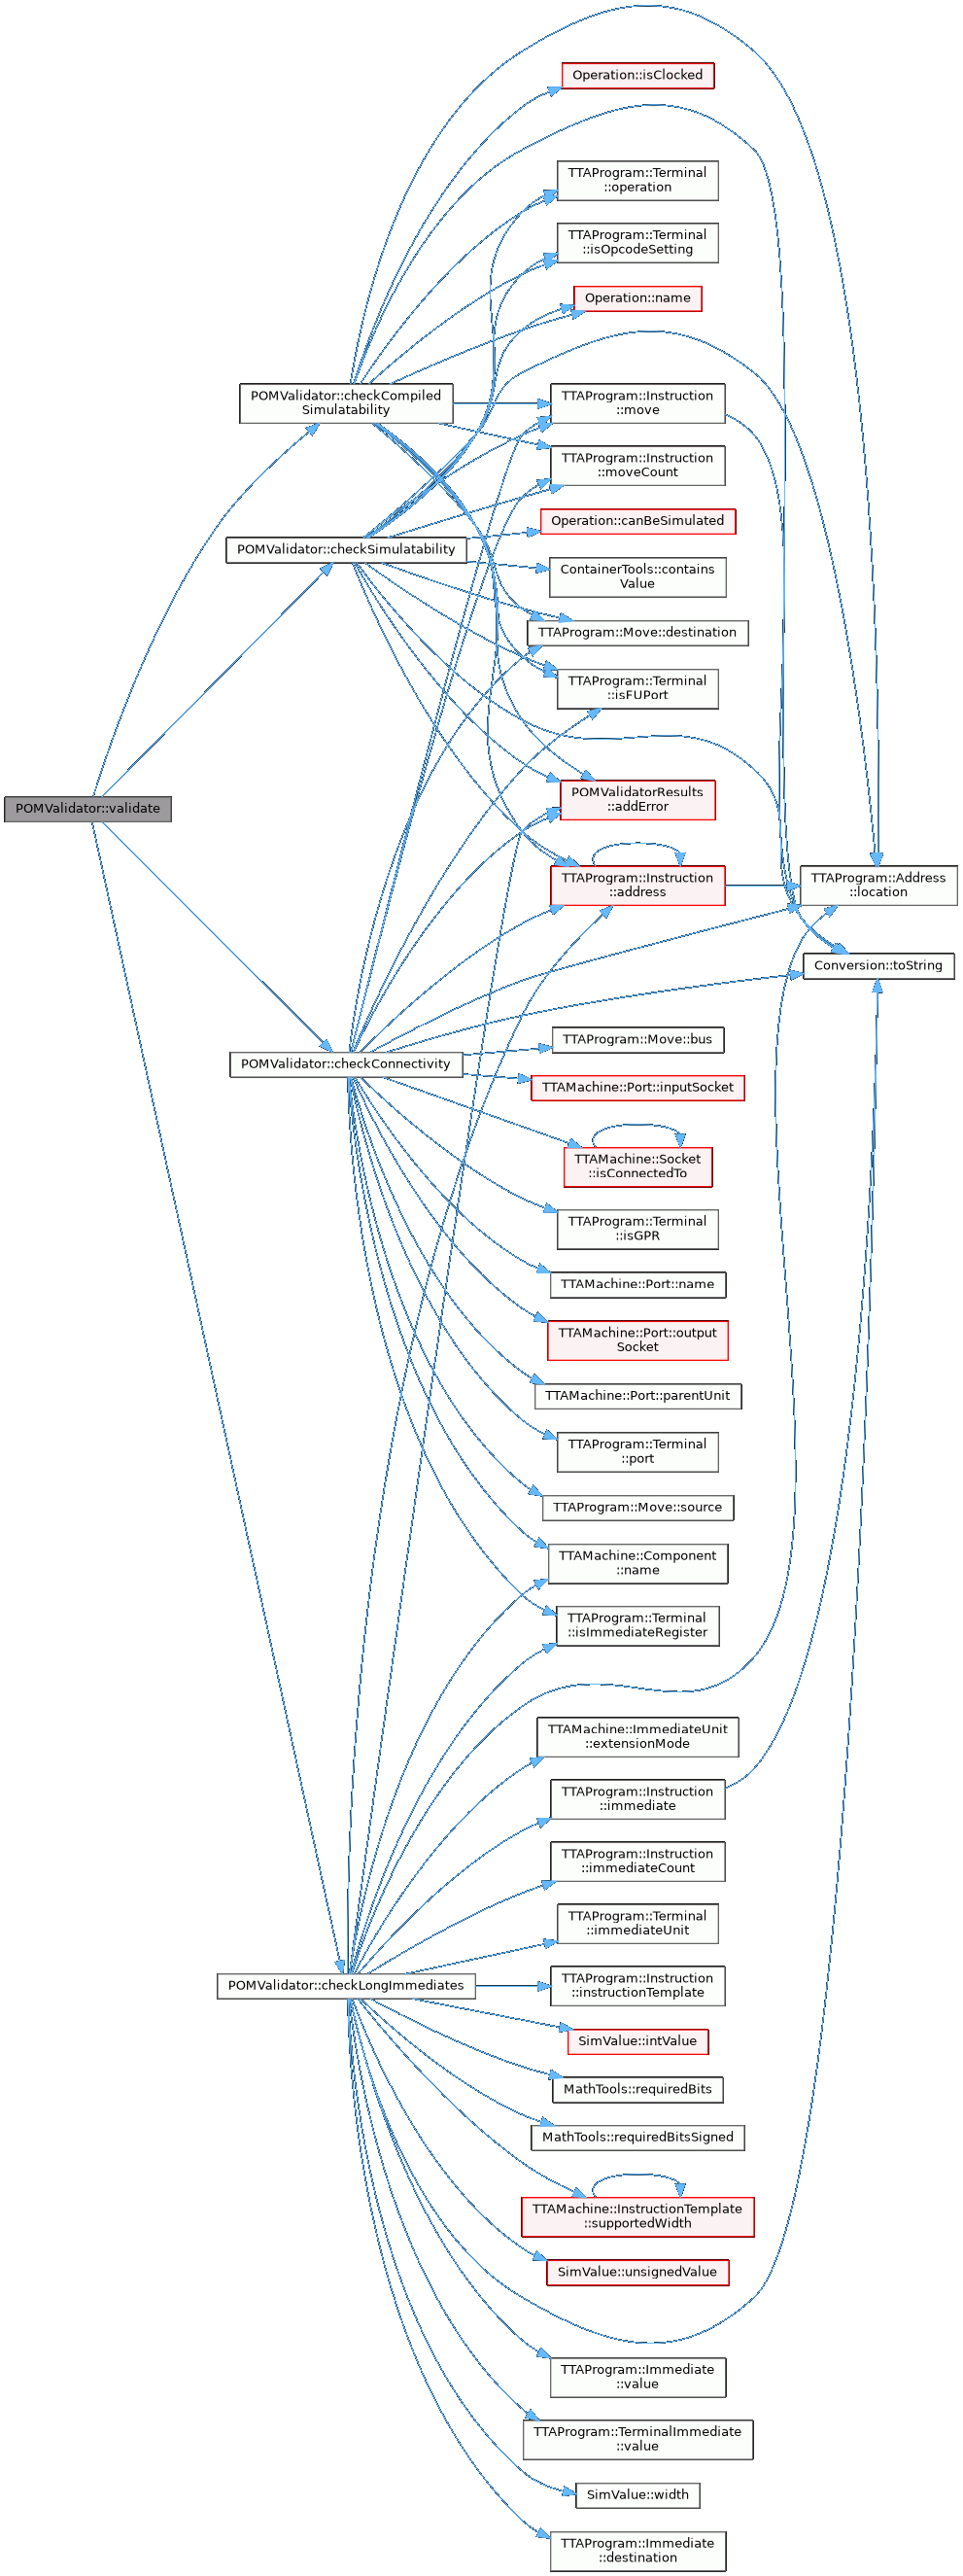 Operation::isClocked
TTAProgram::Terminal
::operation
TTAProgram::Terminal
::isOpcodeSetting
Operation::name
POMValidator::checkCompiled
Simulatability
TTAProgram::Instruction
::move
TTAProgram::Instruction
::moveCount
Operation::canBeSimulated
POMValidator::checkSimulatability
ContainerTools::contains
Value
TTAProgram::Move::destination
TTAProgram::Terminal
::isFUPort
POMValidator::validate
POMValidatorResults
::addError
TTAProgram::Instruction
::address
TTAProgram::Address
::location
Conversion::toString
TTAProgram::Move::bus
POMValidator::checkConnectivity
TTAMachine::Port::inputSocket
TTAMachine::Socket
::isConnectedTo
TTAProgram::Terminal
::isGPR
TTAMachine::Port::name
TTAMachine::Port::output
Socket
TTAMachine::Port::parentUnit
TTAProgram::Terminal
::port
TTAProgram::Move::source
TTAMachine::Component
::name
TTAProgram::Terminal
::isImmediateRegister
TTAMachine::ImmediateUnit
::extensionMode
TTAProgram::Instruction
::immediate
TTAProgram::Instruction
::immediateCount
TTAProgram::Terminal
::immediateUnit
POMValidator::checkLongImmediates
TTAProgram::Instruction
::instructionTemplate
SimValue::intValue
MathTools::requiredBits
MathTools::requiredBitsSigned
TTAMachine::InstructionTemplate
::supportedWidth
SimValue::unsignedValue
TTAProgram::Immediate
::value
TTAProgram::TerminalImmediate
::value
SimValue::width
TTAProgram::Immediate
::destination